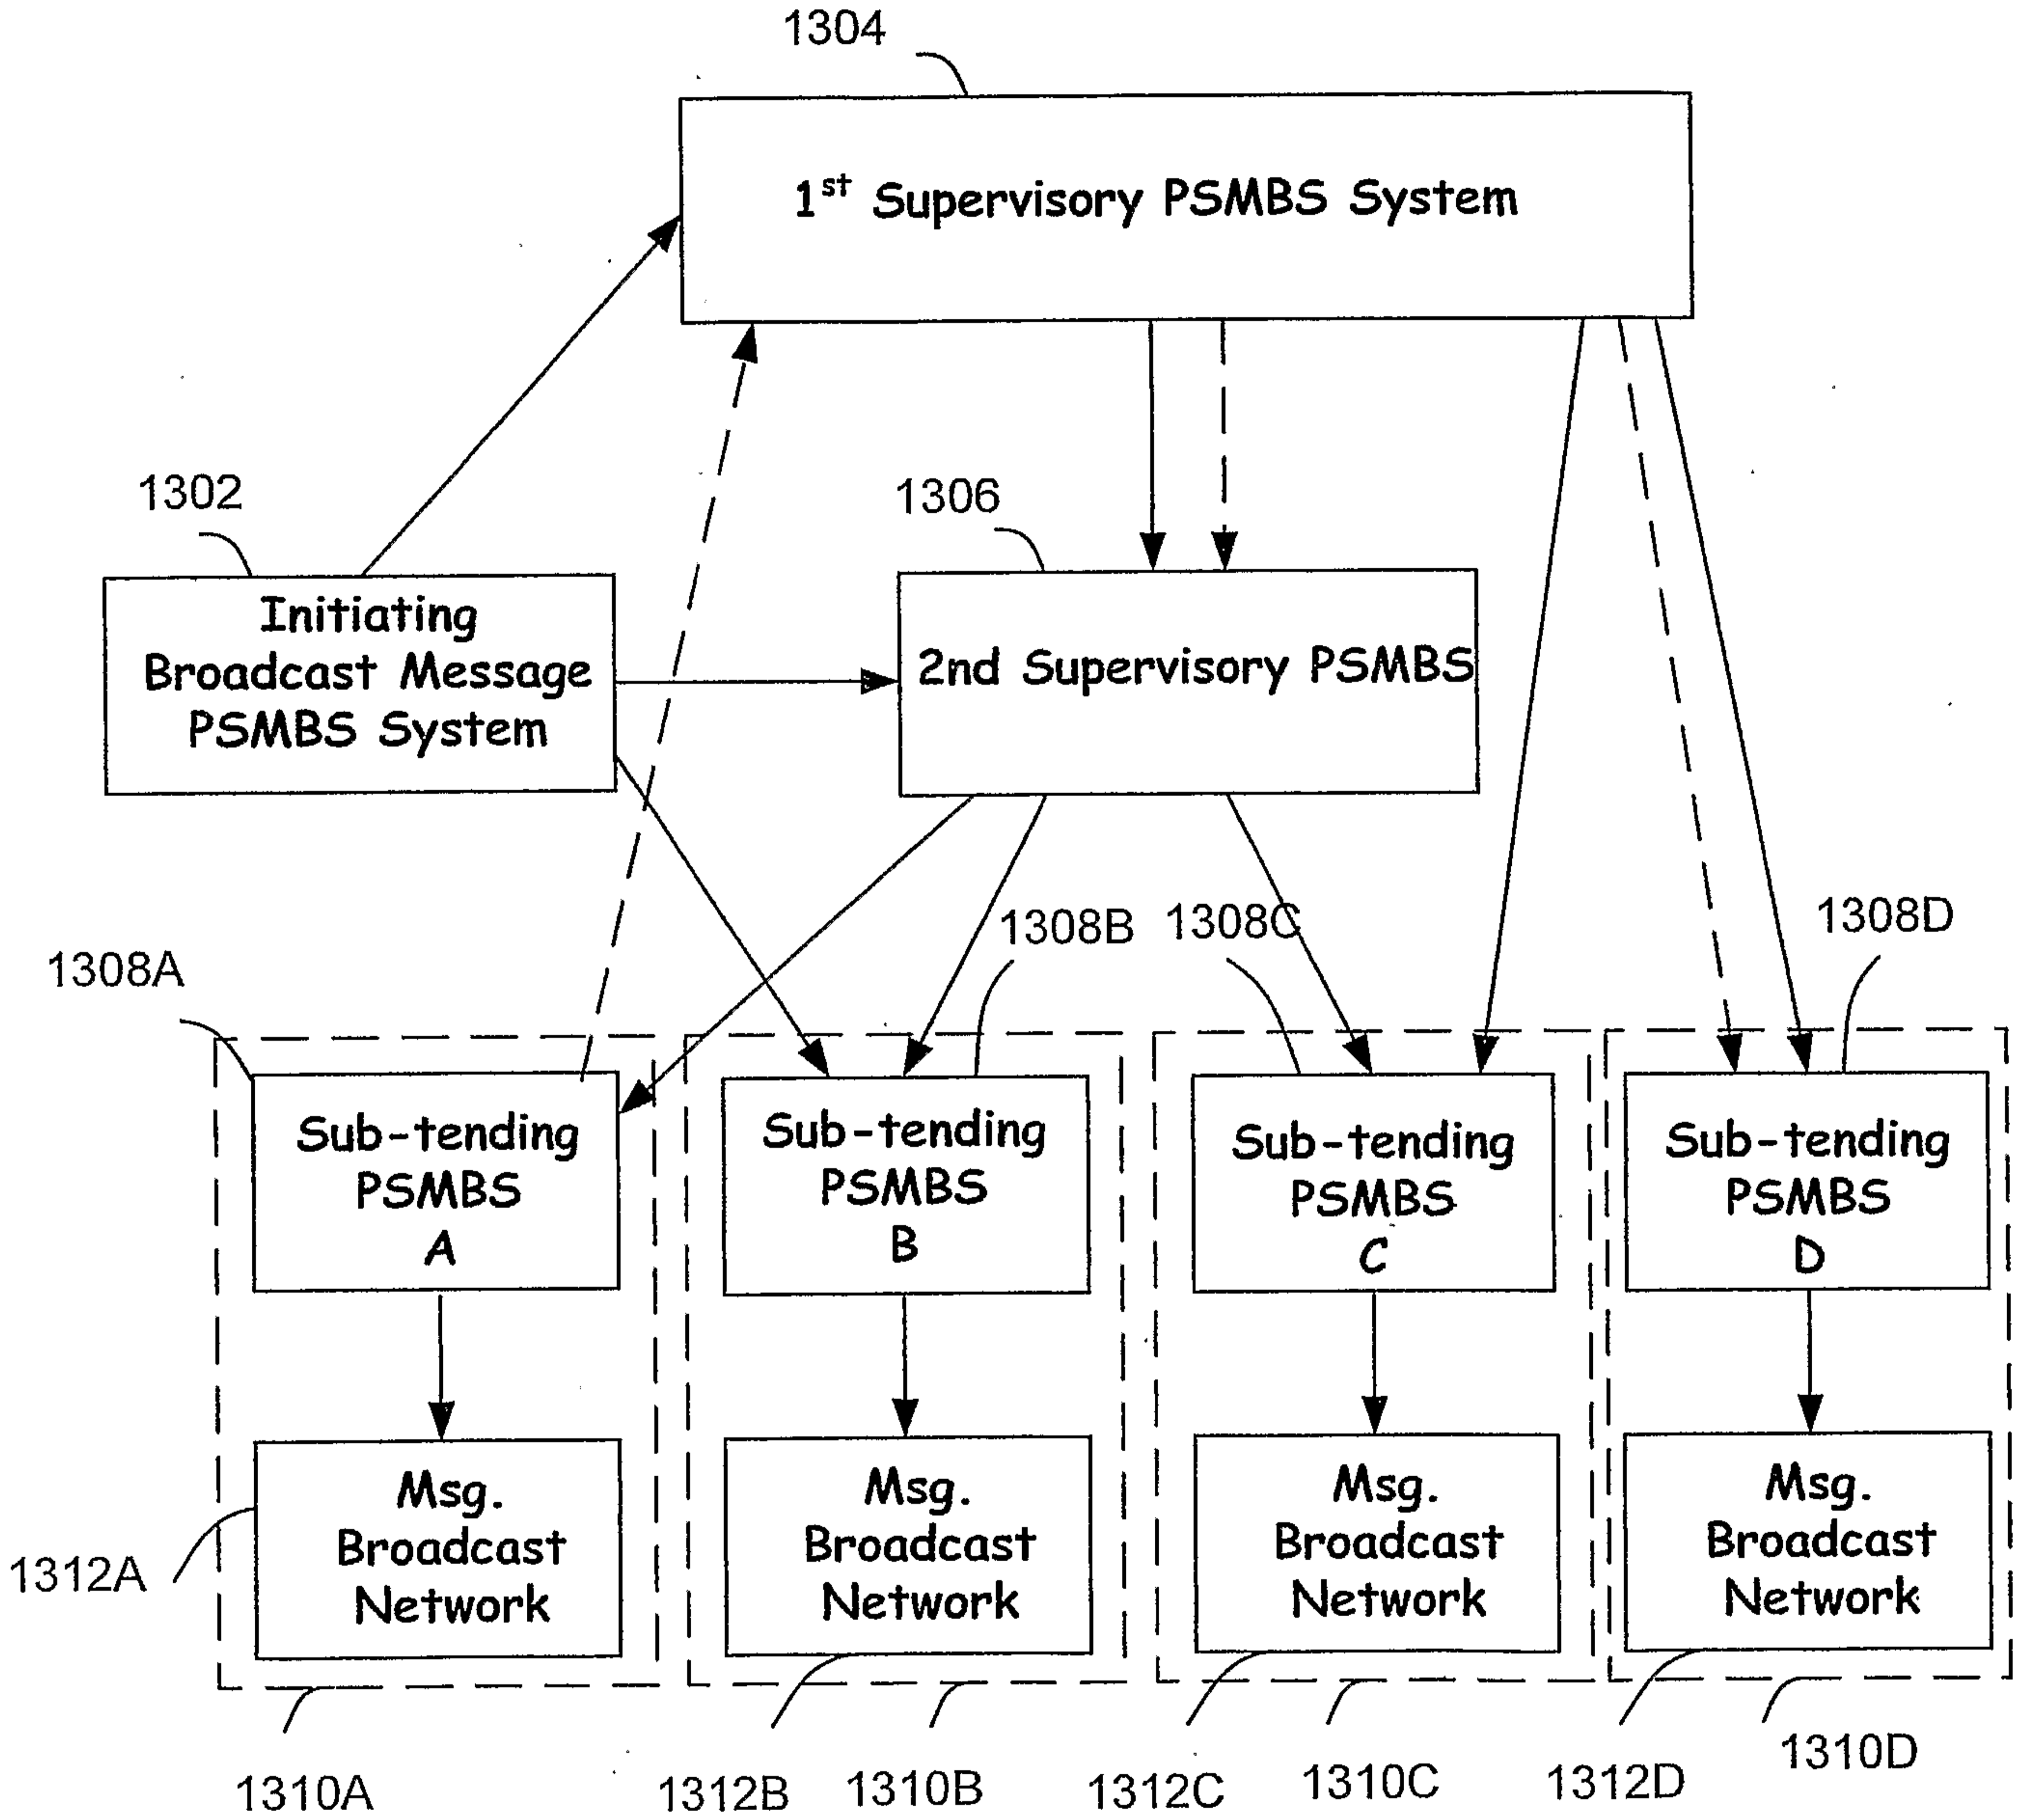 1304
1st Supervisory PSMBS System
1302
1306
Initiating
Broadcast Message
PSMBS System
2nd Supervisory PSMBS
1308A
1308B
1308C
1308D
Sub-tending
PSMBS
A
Sub-tending
PSMBS
B
Sub-tending
PSMBS
C
Sub-tending
PSMBS
D
Msg.
Broadcast
Network
Msg.
Broadcast
Network
Msg.
Broadcast
Network
Msg.
Broadcast
Network
1312A
1310A
1312B
1310B
1312C
1310C
1312D
1310D